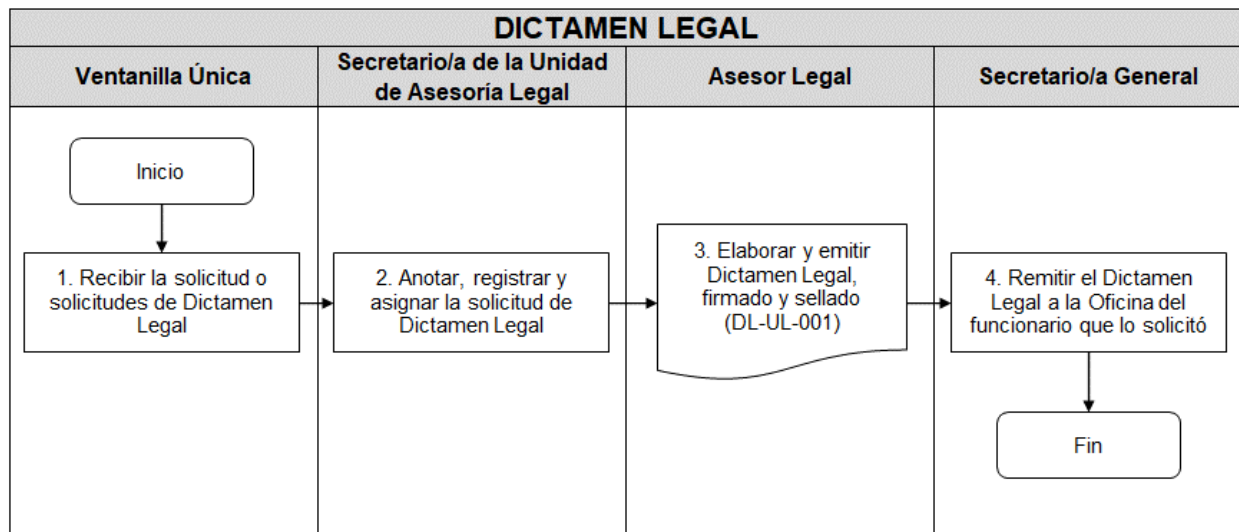 DICTAMEN LEGAL
Ventanilla Única
Secretario/a de la Unidad
de Asesoría Legal
Asesor Legal
Secretario/a General
Inicio
1. Recibir la solicitud o
solicitudes de Dictamen
Legal
2. Anotar, registrar y
asignar la solicitud de
Dictamen Legal
3. Elaborar y emitir
Dictamen Legal,
firmado y sellado
(DL-UL-001)
4. Remitir el Dictamen
Legal a la Oficina del
funcionario que lo solicitó
Fin